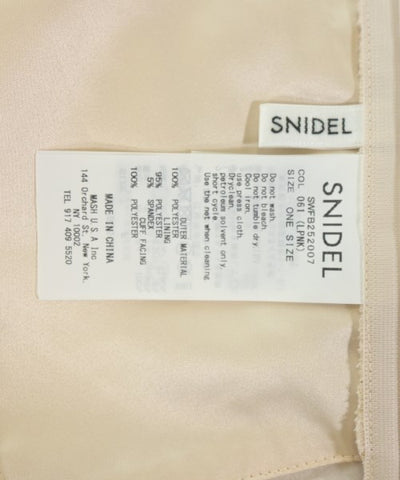 SNIDEL
SNIDEL
SWFB252007
COL 061 (LPNK)
SIZE ONE SIZE
Do not wash.
Do not bleach.
Do not tumble dry.
Cool iron.
use press cloth.
Dryclean.
petroleum solvent only.
short cycle.
Use the net when cleaning.
OUTER MATERIAL
100% POLYESTER
LINING
95% POLYESTER
5% SPANDEX
CUFF FACING
100% POLYESTER
MADE IN CHINA
MASH U S A Inc
144 Orchard St. New York.
NY 10002
TEL 917 409 5520